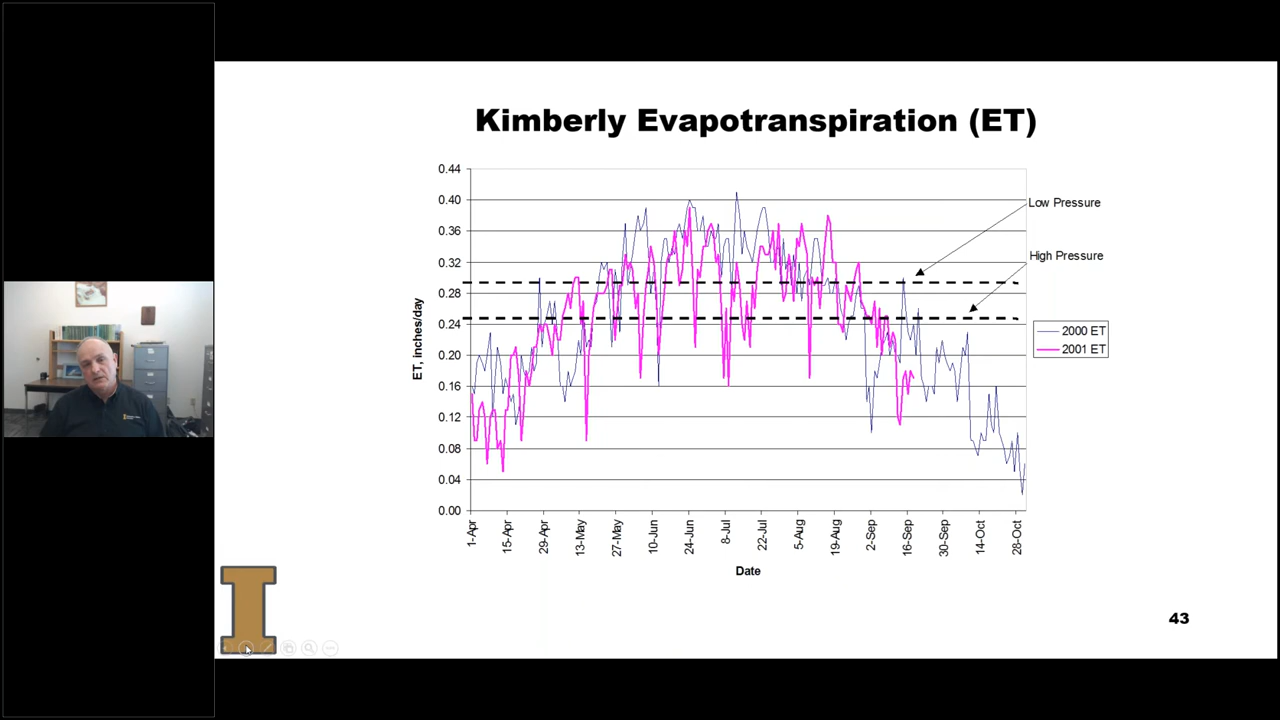 Kimberly Evapotranspiration (ET)
0.44
0.40
0.36
0.32
0.28
0.24
0.20
0.16
0.12
0.08
0.04
0.00
ET, inches/day
1-Apr
15-Apr
29-Apr
13-May
27-May
10-Jun
24-Jun
8-Jul
22-Jul
5-Aug
19-Aug
2-Sep
16-Sep
30-Sep
14-Oct
28-Oct
Date
Low Pressure
High Pressure
2000 ET
2001 ET
I
43